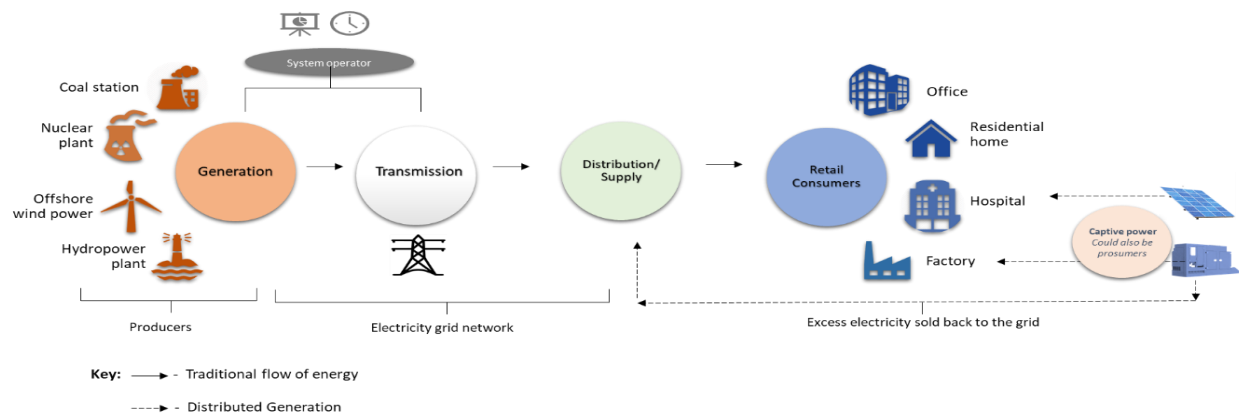 System operator
Coal station
Nuclear
plant
Offshore
wind power
Hydropower
plant
Generation
Transmission
Distribution/
Supply
Retail
Consumers
Office
Residential
home
Hospital
Factory
Captive power
Could also be
prosumers
Producers
Electricity grid network
Excess electricity sold back to the grid
Key: - Traditional flow of energy
- Distributed Generation